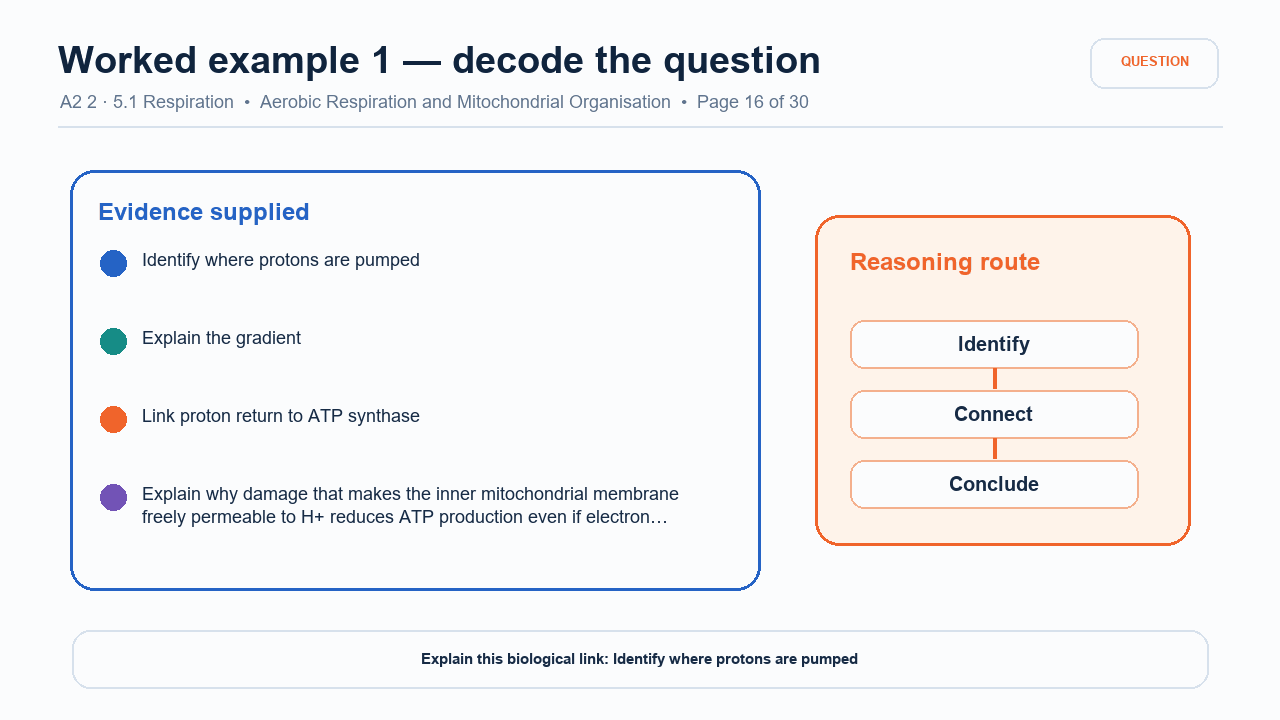 Worked example 1 — decode the question
QUESTION
A2 2 · 5.1 Respiration • Aerobic Respiration and Mitochondrial Organisation • Page 16 of 30
Evidence supplied
Identify where protons are pumped
Explain the gradient
Link proton return to ATP synthase
Explain why damage that makes the inner mitochondrial membrane
freely permeable to H+ reduces ATP production even if electron…
Reasoning route
Identify
Connect
Conclude
Explain this biological link: Identify where protons are pumped